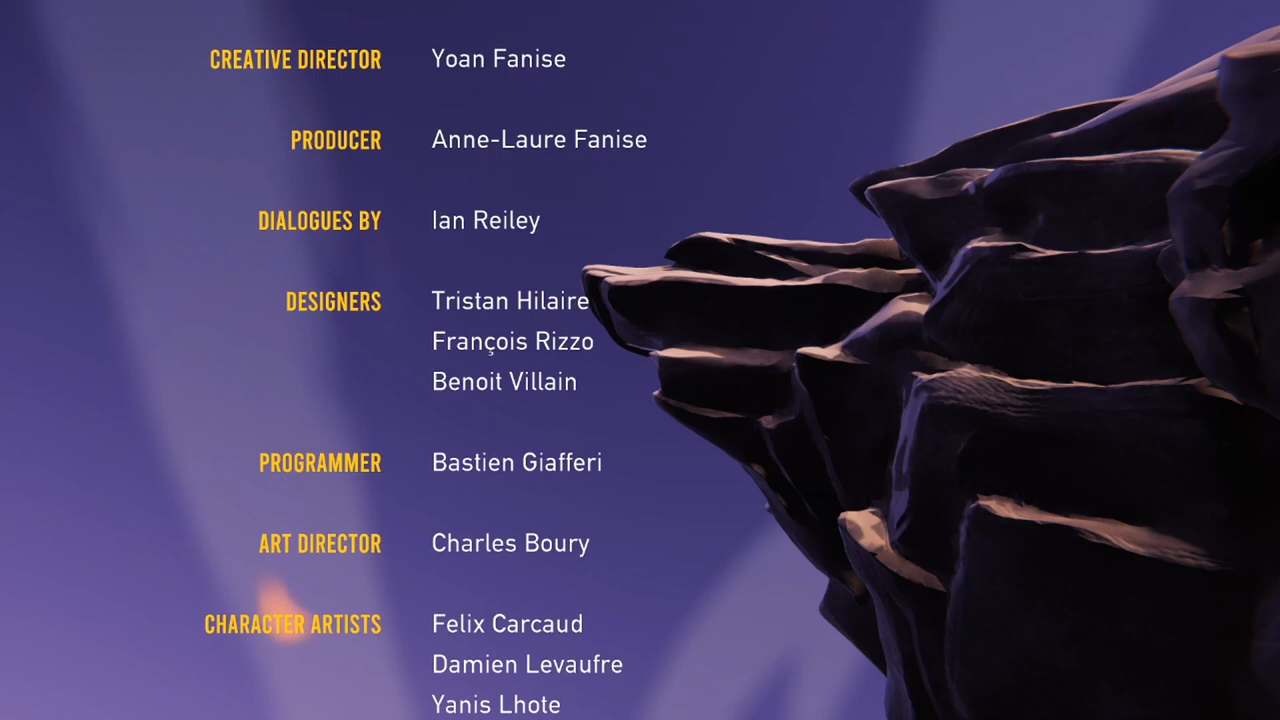 CREATIVE DIRECTOR Yoan Fanise
PRODUCER Anne-Laure Fanise
DIALOGUES BY Ian Reiley
DESIGNERS Tristan Hilaire
François Rizzo
Benoit Villain
PROGRAMMER Bastien Giafferi
ART DIRECTOR Charles Boury
CHARACTER ARTISTS Felix Carcaud
Damien Levaufre
Yanis Lhote